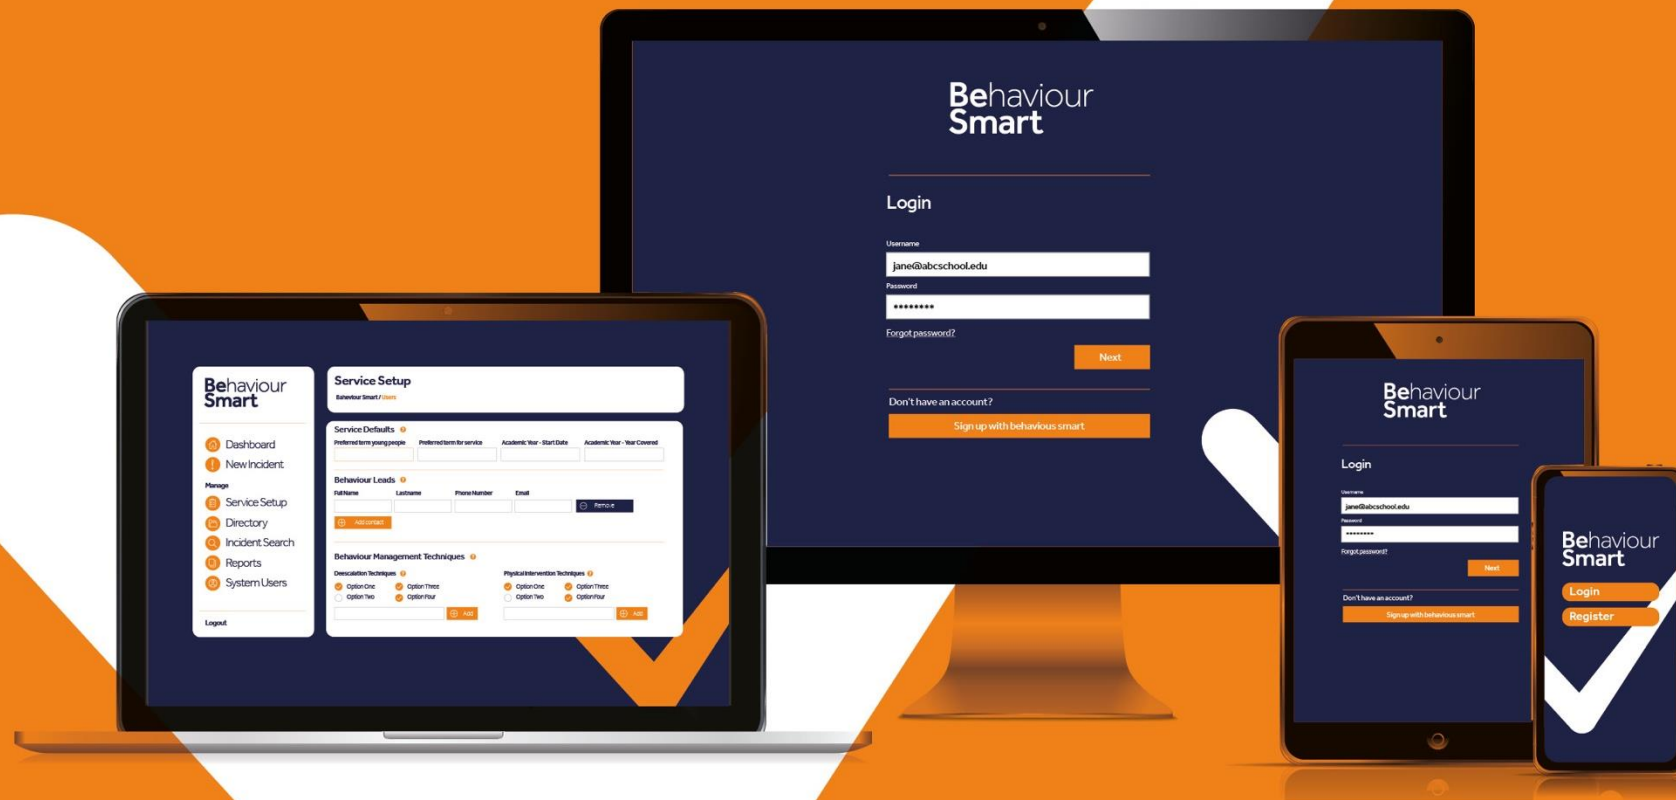 Behaviour
Smart
Login
Username
jane@abcschool.edu
Password
********
Forgot password?
Next
Don't have an account?
Sign up with behavious smart
Behaviour
Smart
Dashboard
New Incident
Manage
Service Setup
Directory
Incident Search
Reports
System Users
Logout
Service Setup
Bahaviour Smart / Users
Service Defaults
Preferred term young people Preferred term for service Academic Year - Start Date Academic Year - Year Covered
Behaviour Leads
Full Name Lastname Phone Number Email
Remove
Add contact
Behaviour Management Techniques
Deescalation Techniques Physical Intervention Techniques
Option One Option Three Option One Option Three
Option Two Option Four Option Two Option Four
Add Add
Behaviour
Smart
Login
Username
jane@abcschool.edu
Password
********
Forgot password?
Next
Don't have an account?
Sign up with behavious smart
Behaviour
Smart
Login
Register